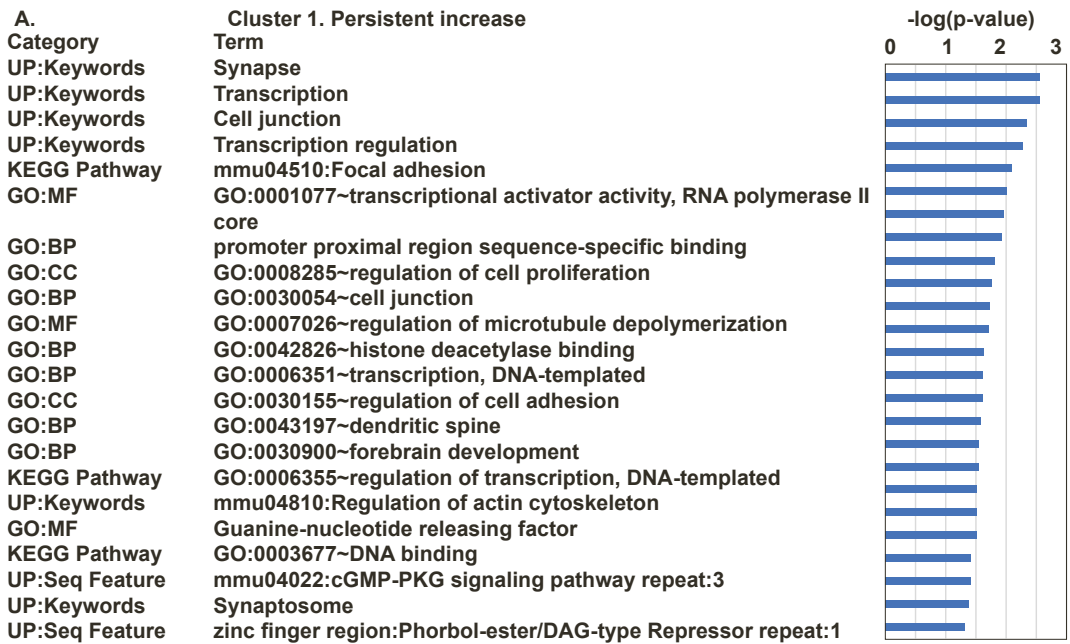 A. Cluster 1. Persistent increase -log(p-value)
Category Term 0 1 2 3
UP:Keywords Synapse
UP:Keywords Transcription
UP:Keywords Cell junction
UP:Keywords Transcription regulation
KEGG Pathway mmu04510:Focal adhesion
GO:MF GO:0001077~transcriptional activator activity, RNA polymerase II
core
GO:BP promoter proximal region sequence-specific binding
GO:CC GO:0008285~regulation of cell proliferation
GO:BP GO:0030054~cell junction
GO:MF GO:0007026~regulation of microtubule depolymerization
GO:BP GO:0042826~histone deacetylase binding
GO:BP GO:0006351~transcription, DNA-templated
GO:CC GO:0030155~regulation of cell adhesion
GO:BP GO:0043197~dendritic spine
GO:BP GO:0030900~forebrain development
KEGG Pathway GO:0006355~regulation of transcription, DNA-templated
UP:Keywords mmu04810:Regulation of actin cytoskeleton
GO:MF Guanine-nucleotide releasing factor
KEGG Pathway GO:0003677~DNA binding
UP:Seq Feature mmu04022:cGMP-PKG signaling pathway repeat:3
UP:Keywords Synaptosome
UP:Seq Feature zinc finger region:Phorbol-ester/DAG-type Repressor repeat:1